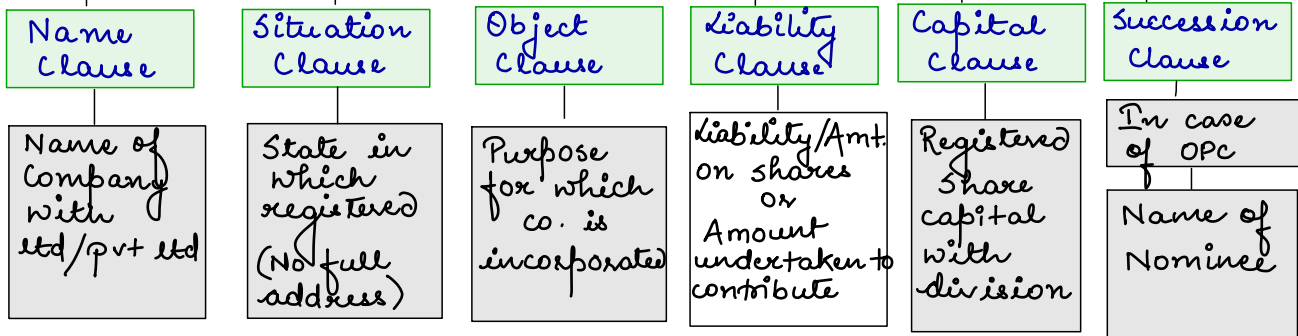 Name
Clause
Name of
Company
with
ltd/pvt ltd
Situation
Clause
State in
which
registered
(No full
address)
Object
Clause
Purpose
for which
co. is
incorporated
Liability
Clause
Liability/Amt.
on shares
or
Amount
undertaken to
contribute
Capital
Clause
Registered
Share
capital
with
division
Succession
Clause
In case
of OPC
Name of
Nominee